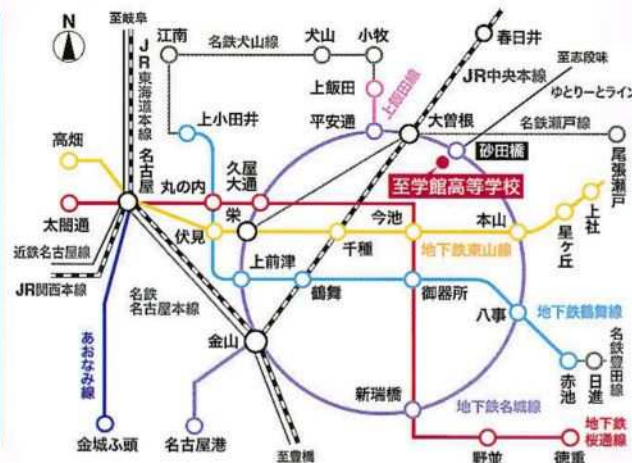 至岐阜
N
江南
名鉄犬山線
犬山
小牧
春日井
JR東海道本線
上飯田
上飯田線
JR中央本線
至志段味
ゆとりーとライン
高畑
上小田井
平安通
大曽根
名鉄瀬戸線
名古屋
砂田橋
尾張瀬戸
丸の内
久屋大通
至学館高等学校
太閤通
栄
今池
本山
上社
伏見
千種
地下鉄東山線
星ヶ丘
近鉄名古屋線
JR関西本線
上前津
鶴舞
御器所
名鉄
名古屋本線
八事
地下鉄鶴舞線
あおなみ線
金山
名鉄豊田線
赤池
日進
新瑞橋
地下鉄名城線
地下鉄
桜通線
金城ふ頭
名古屋港
至豊橋
野並
徳重